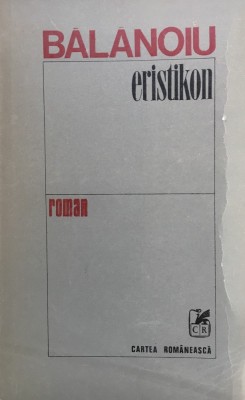 BĂLĂNOIU
eristikon
roman
CR
CARTEA ROMÂNEASCĂ